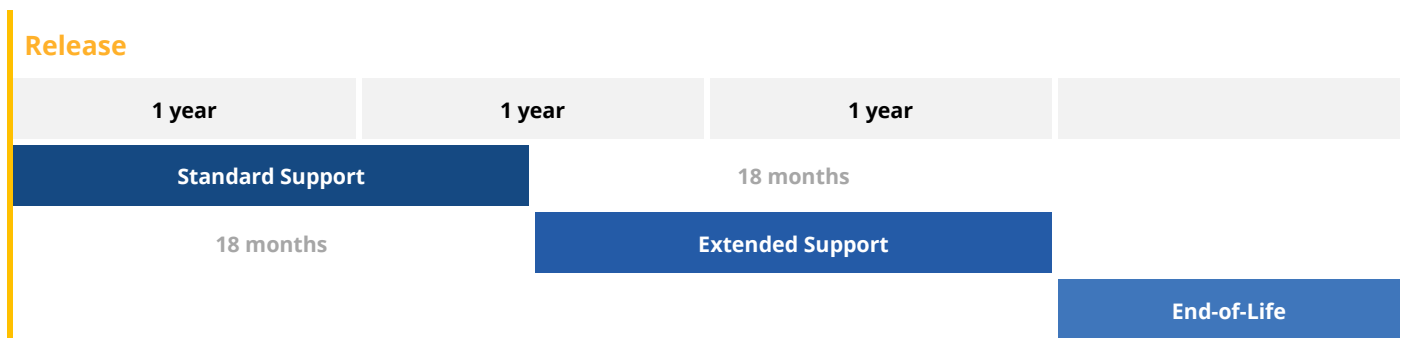 Release
1 year 1 year 1 year
Standard Support 18 months
18 months Extended Support
End-of-Life